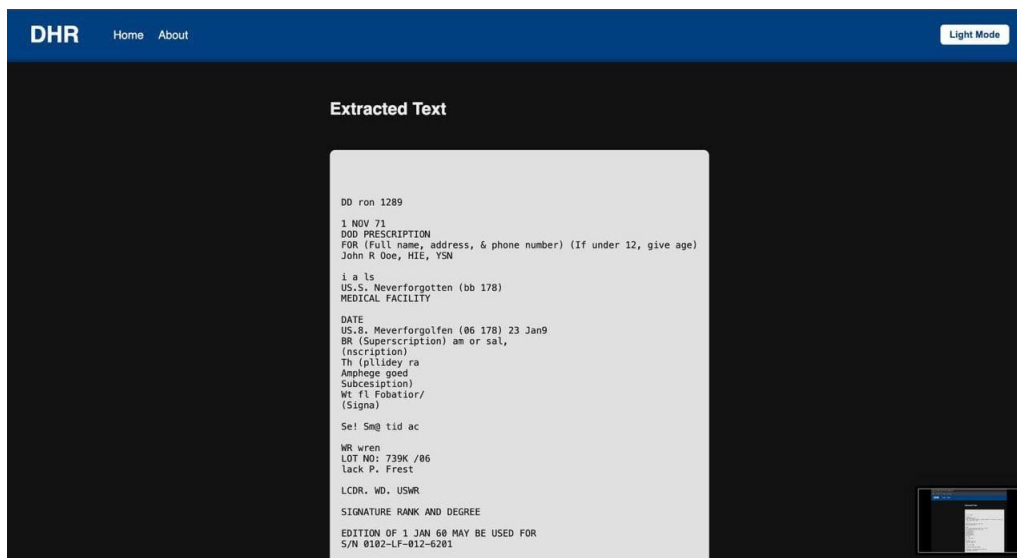 DHR
Home About
Light Mode
Extracted Text
DD ron 1289
1 NOV 71
DOD PRESCRIPTION
FOR (Full name, address, & phone number) (If under 12, give age)
John R Ooe, HIE, YSN
i a ls
US.S. Neverforgotten (bb 178)
MEDICAL FACILITY
DATE
US.8. Meverforgolfen (06 178) 23 Jan9
BR (Superscription) am or sal,
(nscription)
Th (pllidey ra
Amphege goed
Subcesiption)
Wt fl Fobatior/
(Signa)
Se! Sm@ tid ac
WR wren
LOT NO: 739K /06
lack P. Frest
LCDR. WD. USWR
SIGNATURE RANK AND DEGREE
EDITION OF 1 JAN 60 MAY BE USED FOR
S/N 0102-LF-012-6201